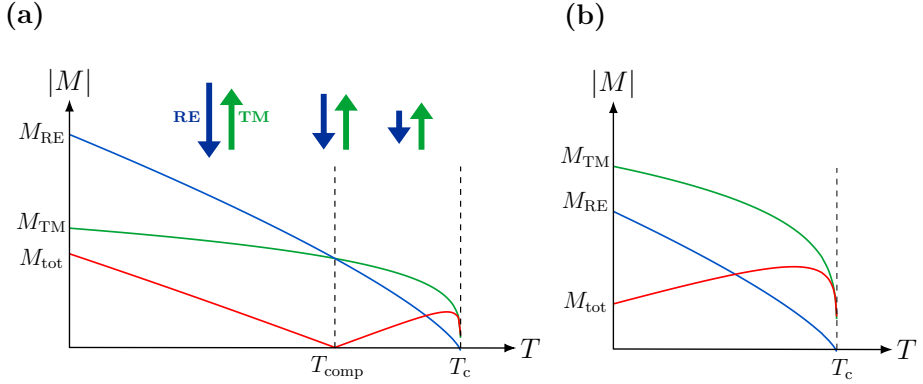 (a)
|M|
M_RE
RE
TM
M_TM
M_tot
T_comp
T_c
T
(b)
|M|
M_TM
M_RE
M_tot
T_c
T